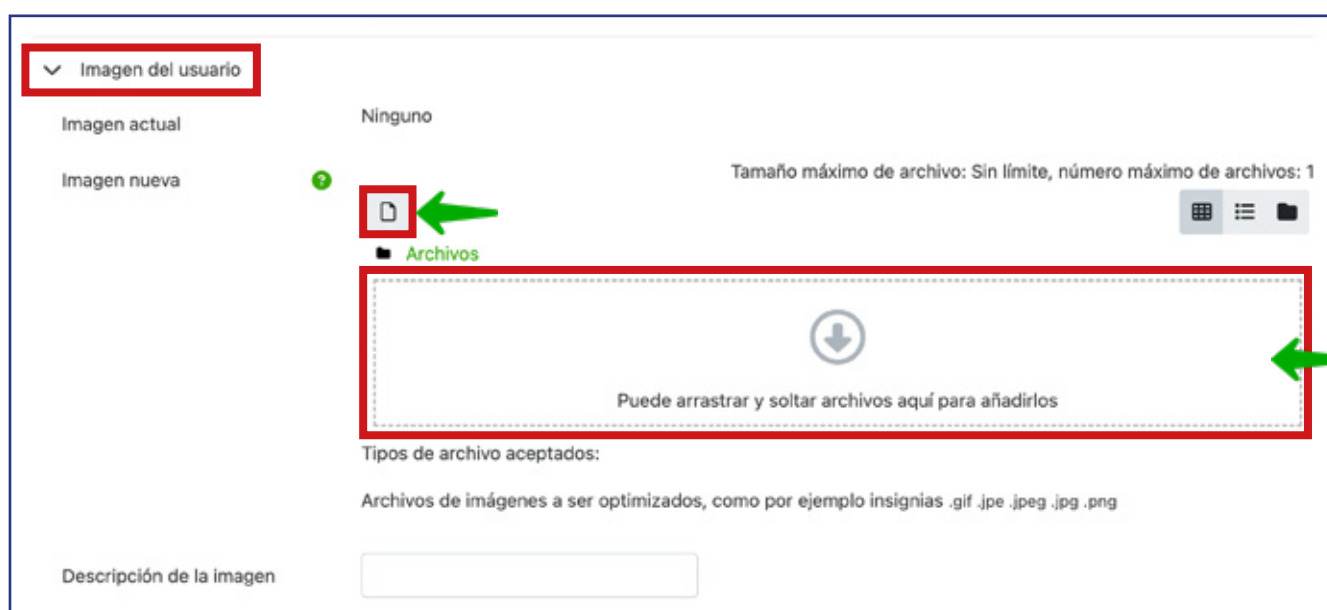 Imagen del usuario
Imagen actual
Ninguno
Imagen nueva
?
Tamaño máximo de archivo: Sin límite, número máximo de archivos: 1
Archivos
Puede arrastrar y soltar archivos aquí para añadirlos
Tipos de archivo aceptados:
Archivos de imágenes a ser optimizados, como por ejemplo insignias .gif .jpe .jpeg .jpg .png
Descripción de la imagen